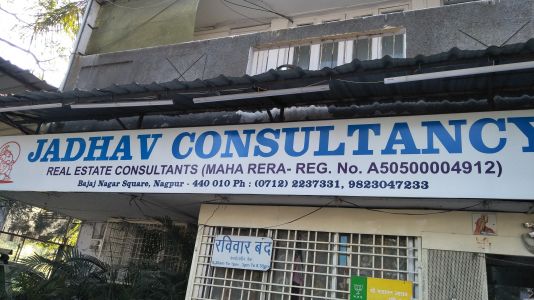 JADHAV CONSULTANCY
REAL ESTATE CONSULTANTS (MAHA RERA- REG. No. A50500004912)
Bajaj Nagar Square, Nagpur - 440 010 Ph : (0712) 2237331, 9823047233
रविवार बंद